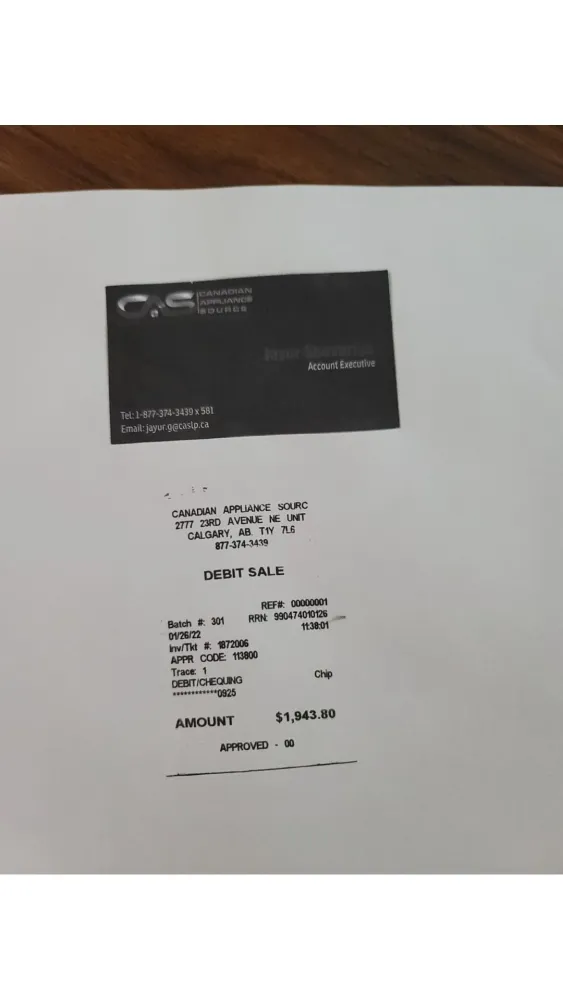 CAS
CANADIAN
APPLIANCE
SOURCE
Jayur
Account Executive
Tel: 1-877-374-3439 x 581
Email: jayur.g@caslp.ca
CANADIAN APPLIANCE SOURC
2777 23RD AVENUE NE UNIT
CALGARY, AB. T1Y 7L6
877-374-3439
DEBIT SALE
REF#: 00000001
Batch #: 301 RRN: 990474010126
01/26/22 11:38:01
Inv/Tkt #: 1872006
APPR CODE: 113800
Trace: 1
DEBIT/CHEQUING Chip
************0925
AMOUNT $1,943.80
APPROVED - 00